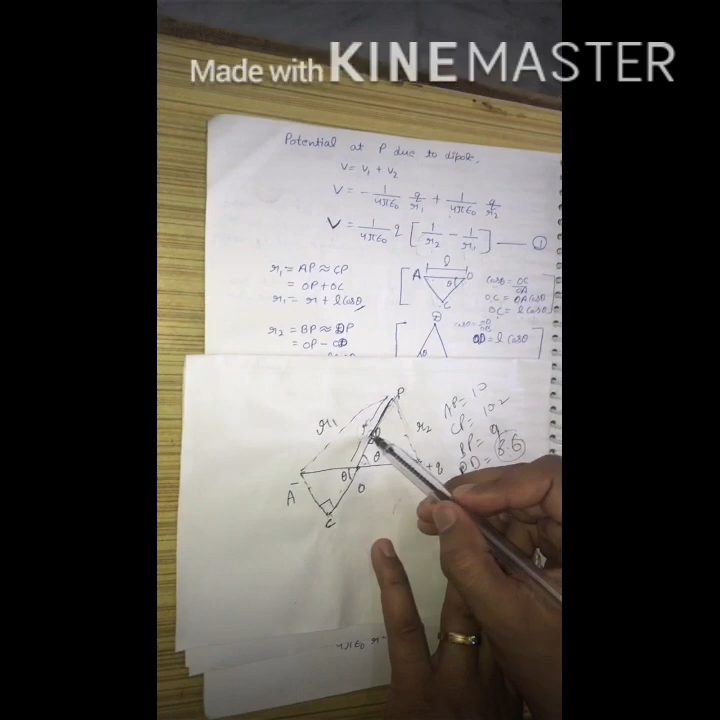 Made with KINEMASTER
Potential at P due to dipole.
V = V₁ + V₂
V = - 1/4πε₀ q/r₁ + 1/4πε₀ q/r₂
V = 1/4πε₀ q [1/r₂ - 1/r₁] —— ①
r₁ = AP ≈ CP
= OP + OC
r₁ = r + l cosθ
l
A θ O
C
cosθ = OC/OA
O.C = OA cosθ
OC = l cosθ
r₂ = BP ≈ DP
= OP - OD
D
θ
OD = l cosθ
P
r₁
r
r₂
θ
θ
+q
A
O
C
AP = 10
CP = 10.2
BP = 9
PD = 8.6